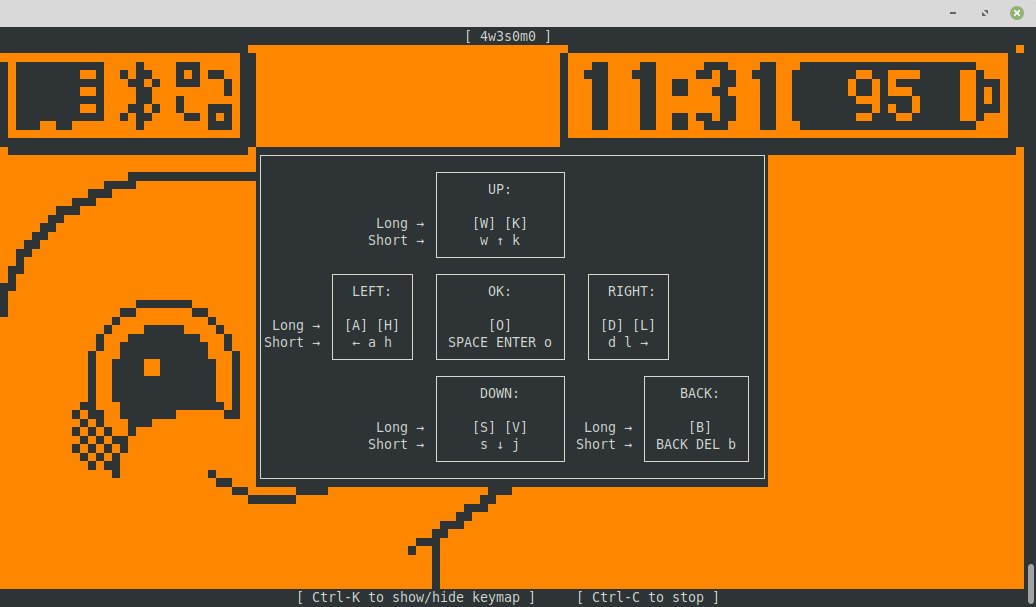 [ 4w3s0m0 ]
11:31 95
UP:
Long → [W] [K]
Short → w ↑ k
LEFT: OK: RIGHT:
Long → [A] [H] [O] [D] [L]
Short → ← a h SPACE ENTER o d l →
DOWN: BACK:
Long → [S] [V] Long → [B]
Short → s ↓ j Short → BACK DEL b
[ Ctrl-K to show/hide keymap ] [ Ctrl-C to stop ]